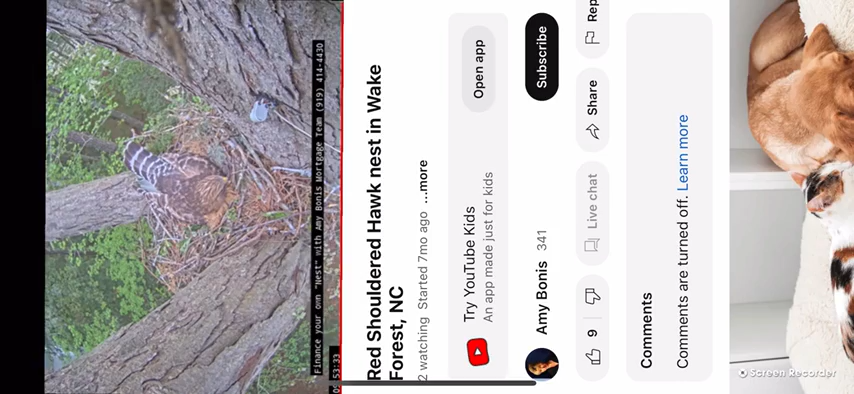 Finance your own "Nest" with Amy Bonis Mortgage Team (919) 414-4430
53:33
Red Shouldered Hawk nest in Wake
Forest, NC
2 watching Started 7mo ago ...more
Try YouTube Kids
An app made just for kids
Open app
Amy Bonis 341
Subscribe
9
Live chat
Share
Rep
Comments
Comments are turned off. Learn more
Screen Recorder